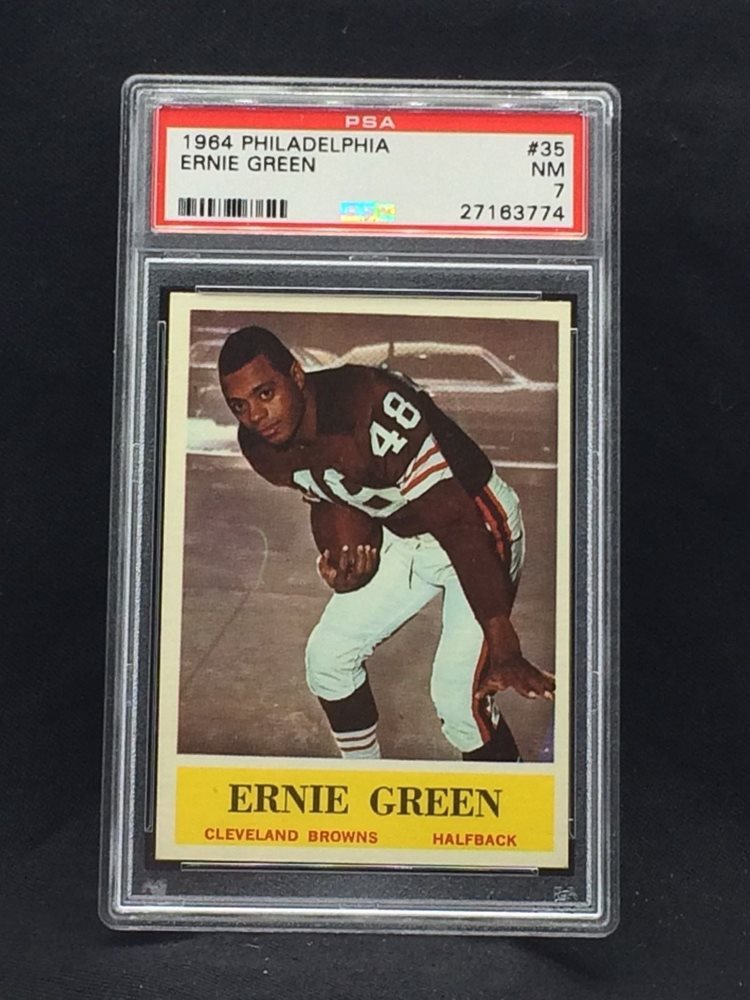 PSA
1964 PHILADELPHIA #35
ERNIE GREEN NM
7
27163774
48
ERNIE GREEN
CLEVELAND BROWNS HALFBACK